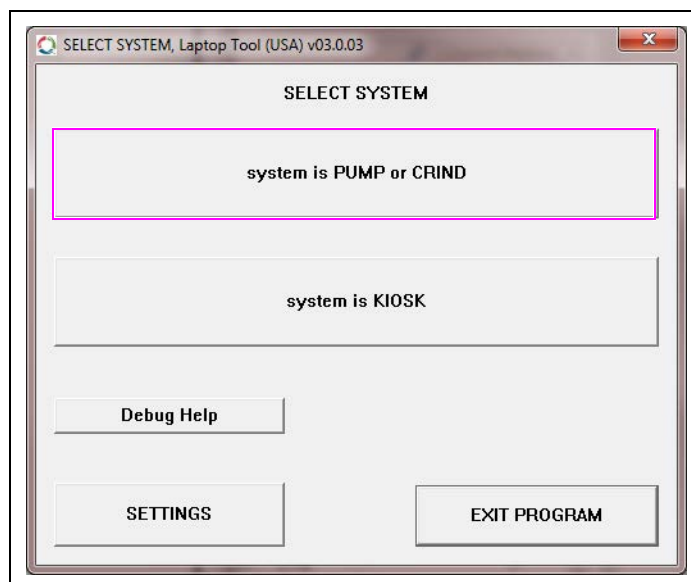 SELECT SYSTEM, Laptop Tool (USA) v03.0.03
SELECT SYSTEM
system is PUMP or CRIND
system is KIOSK
Debug Help
SETTINGS
EXIT PROGRAM